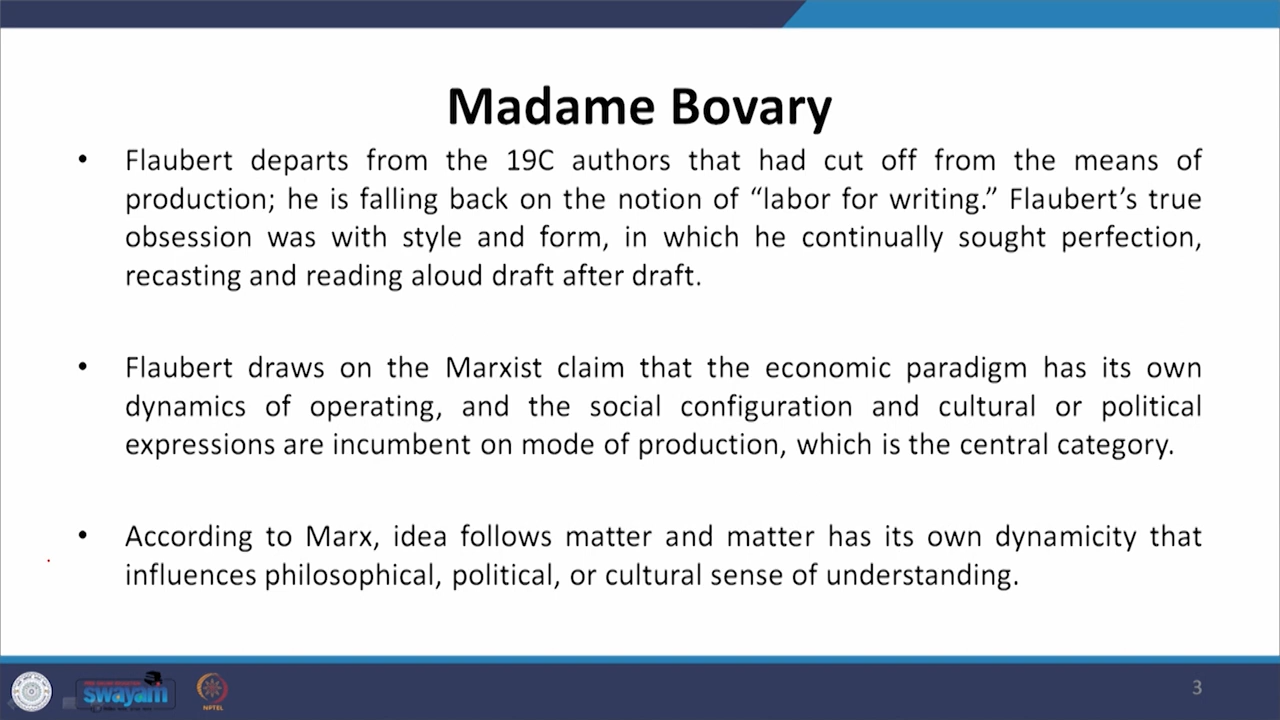 Madame Bovary
• Flaubert departs from the 19C authors that had cut off from the means of
production; he is falling back on the notion of “labor for writing.” Flaubert’s true
obsession was with style and form, in which he continually sought perfection,
recasting and reading aloud draft after draft.
• Flaubert draws on the Marxist claim that the economic paradigm has its own
dynamics of operating, and the social configuration and cultural or political
expressions are incumbent on mode of production, which is the central category.
• According to Marx, idea follows matter and matter has its own dynamicity that
influences philosophical, political, or cultural sense of understanding.
swayam
NPTEL
3